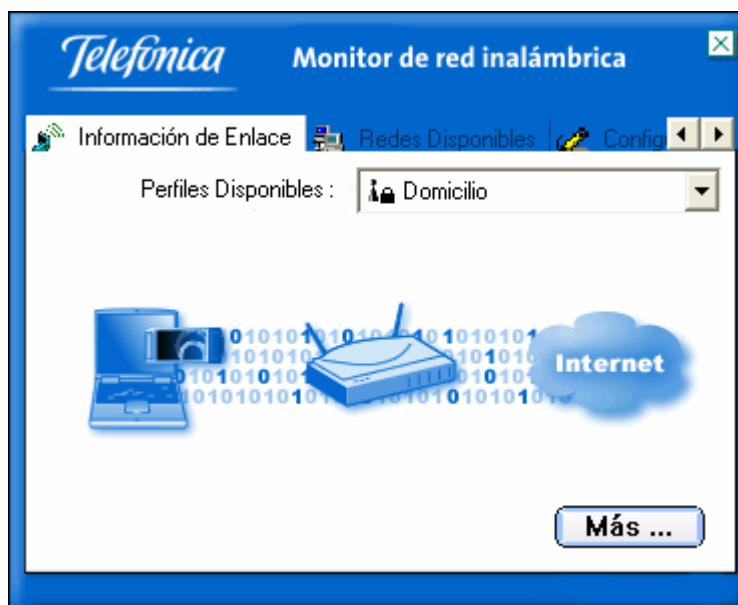 Telefónica
Monitor de red inalámbrica
Información de Enlace
Redes Disponibles
Config
Perfiles Disponibles :
Domicilio
Internet
Más ...